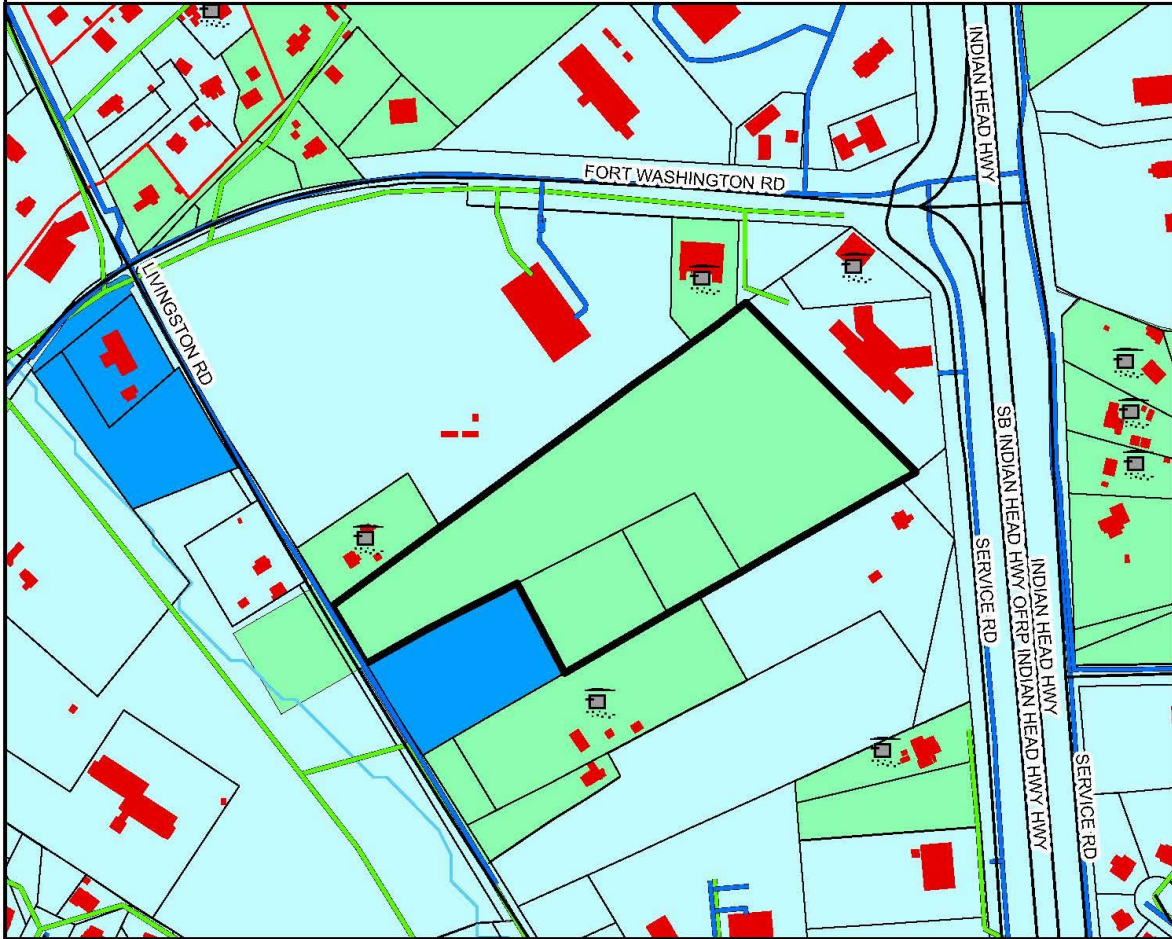 INDIAN HEAD HWY
FORT WASHINGTON RD
LIVINGSTON RD
SERVICE RD
SB INDIAN HEAD HWY OFRP INDIAN HEAD HWY HWY
INDIAN HEAD HWY
SERVICE RD